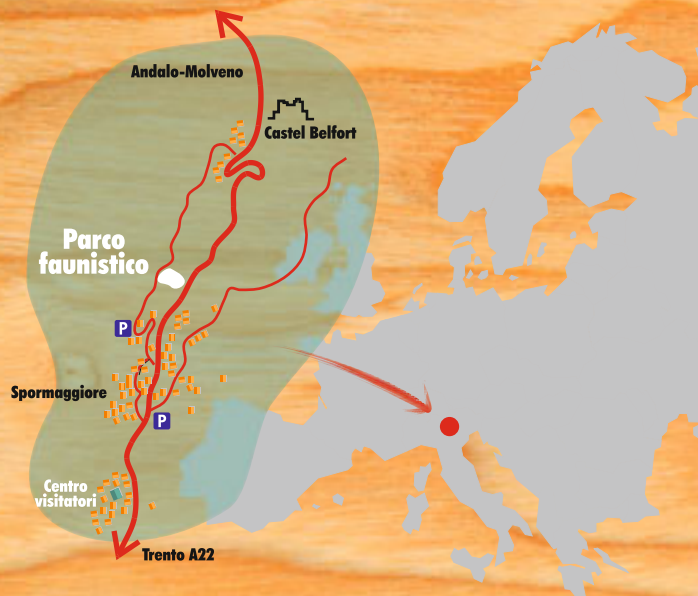 Andalo-Molveno
Castel Belfort
Parco
faunistico
P
Spormaggiore
P
Centro
visitatori
Trento A22